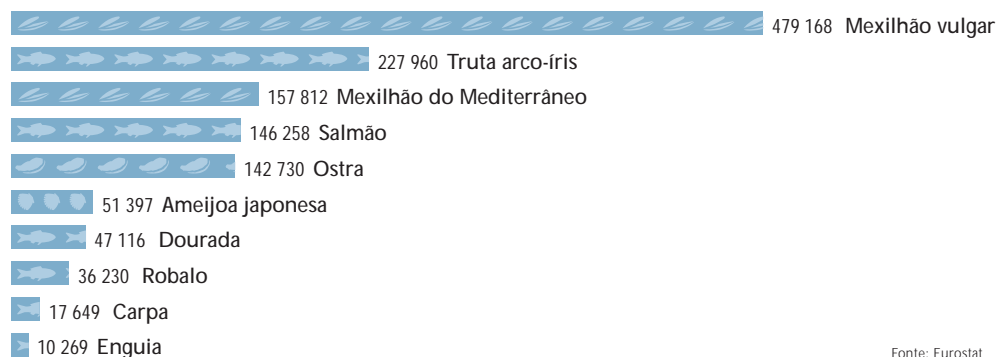 479 168 Mexilhão vulgar
227 960 Truta arco-íris
157 812 Mexilhão do Mediterrâneo
146 258 Salmão
142 730 Ostra
51 397 Ameijoa japonesa
47 116 Dourada
36 230 Robalo
17 649 Carpa
10 269 Enguia
Fonte: Eurostat